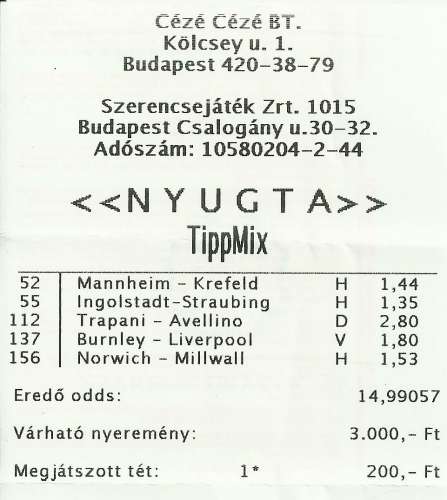 Cézé Cézé BT.
Kölcsey u. 1.
Budapest 420-38-79
Szerencsejáték Zrt. 1015
Budapest Csalogány u.30-32.
Adószám: 10580204-2-44
<<NYUGTA>>
TippMix
52 Mannheim - Krefeld H 1,44
55 Ingolstadt-Straubing H 1,35
112 Trapani - Avellino D 2,80
137 Burnley - Liverpool V 1,80
156 Norwich - Millwall H 1,53
Eredő odds: 14,99057
Várható nyeremény: 3.000,- Ft
Megjátszott tét: 1* 200,- Ft